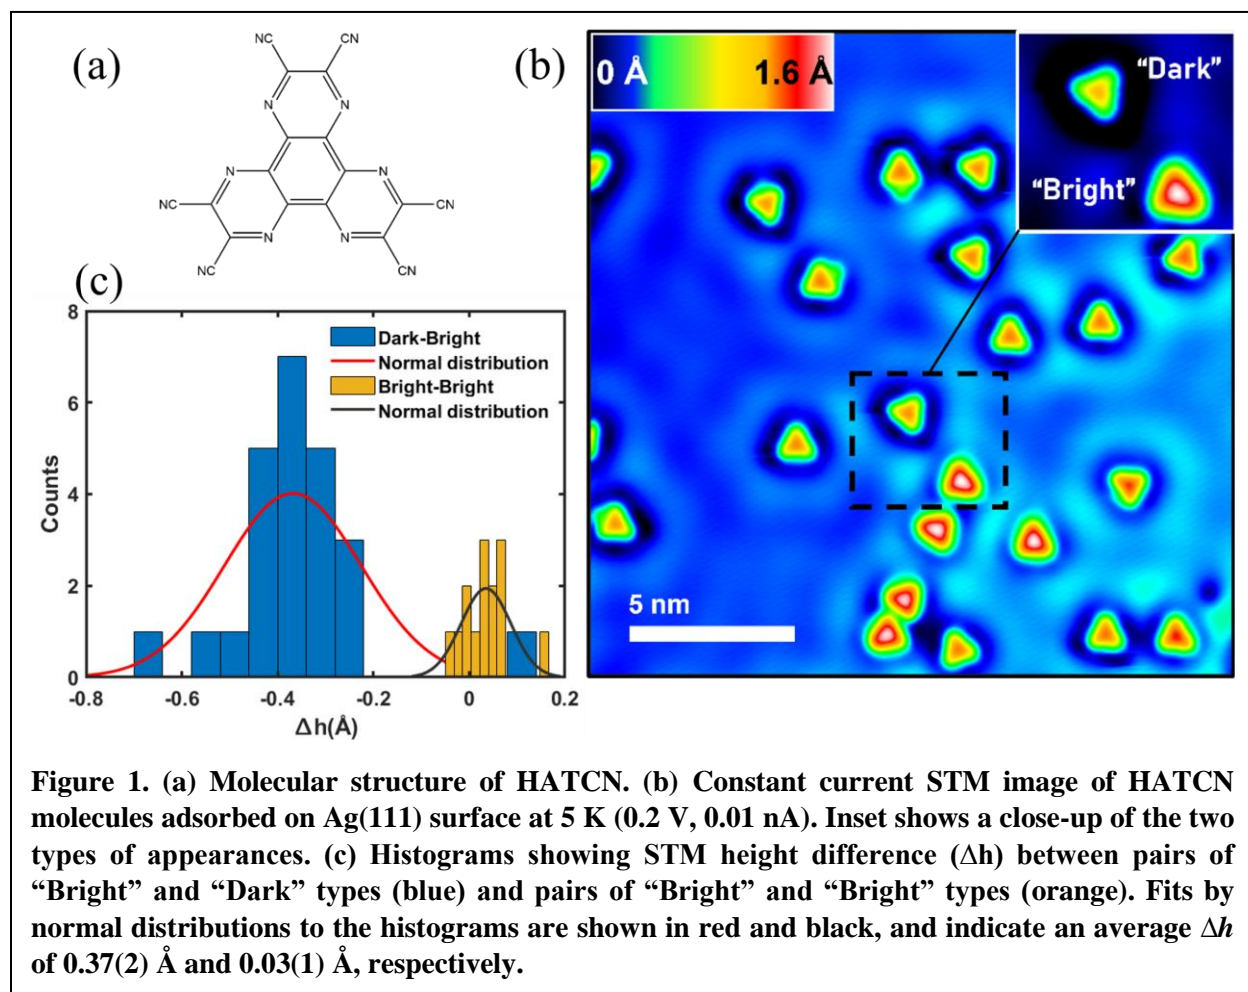 (a)
NC
CN
N
N
N
N
NC
CN
N
N
NC
CN
(b)
0 Å
1.6 Å
“Dark”
“Bright”
5 nm
(c)
8
6
4
2
0
Counts
-0.8
-0.6
-0.4
-0.2
0
0.2
Δh(Å)
Dark-Bright
Normal distribution
Bright-Bright
Normal distribution
Figure 1. (a) Molecular structure of HATCN. (b) Constant current STM image of HATCN
molecules adsorbed on Ag(111) surface at 5 K (0.2 V, 0.01 nA). Inset shows a close-up of the two
types of appearances. (c) Histograms showing STM height difference (Δh) between pairs of
“Bright” and “Dark” types (blue) and pairs of “Bright” and “Bright” types (orange). Fits by
normal distributions to the histograms are shown in red and black, and indicate an average Δh
of 0.37(2) Å and 0.03(1) Å, respectively.